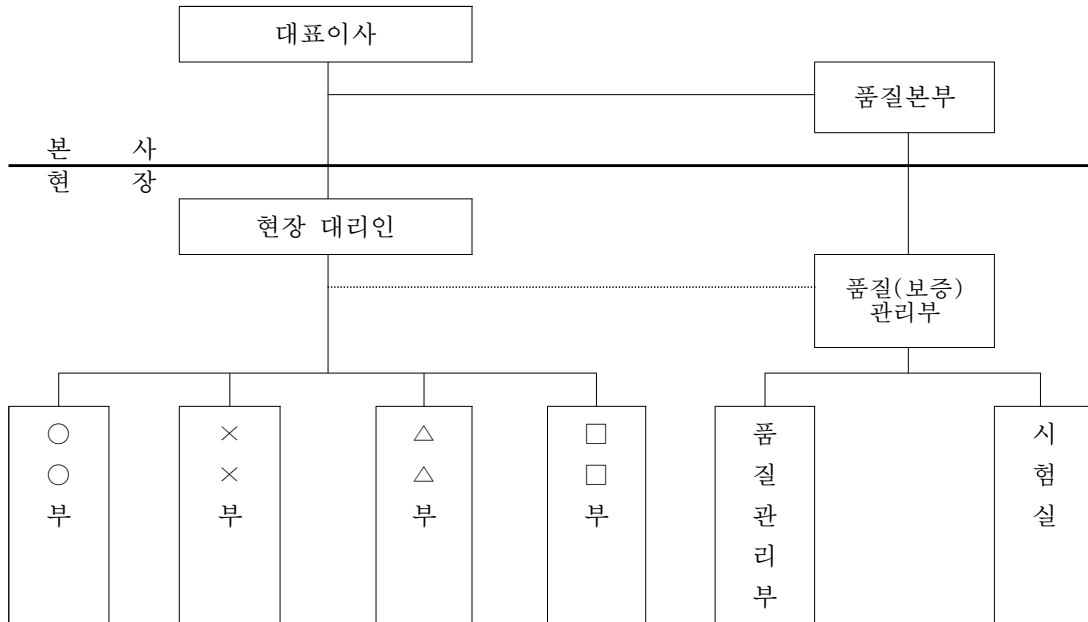 대표이사
품질본부
본 사
현 장
현장 대리인
품질(보증)
관리부
○
○
부
×
×
부
△
△
부
□
□
부
품
질
관
리
부
시
험
실